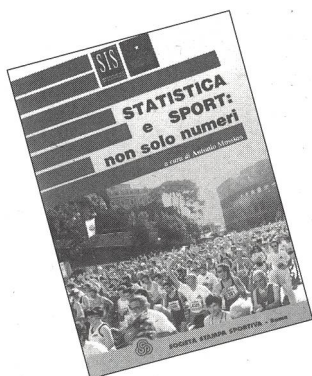 SIS
STATISTICA
e SPORT:
non solo numeri
a cura di Antonio Mussino
SOCIETÀ STAMPA SPORTIVA - Roma